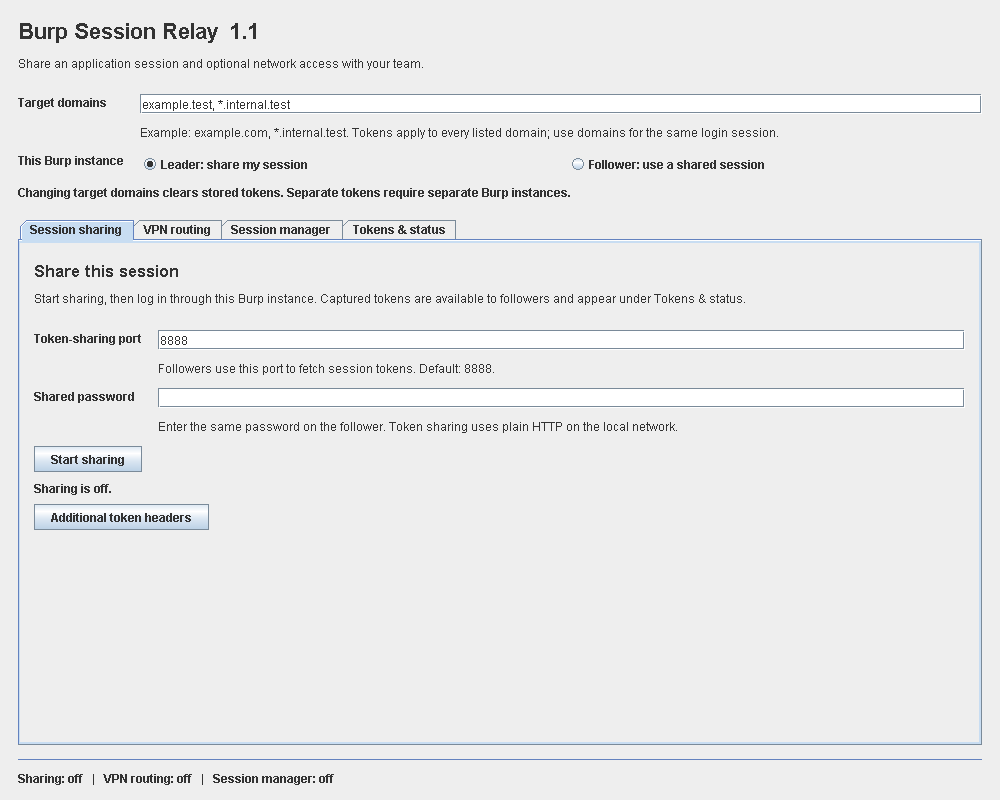 Burp Session Relay 1.1
Share an application session and optional network access with your team.
Target domains
example.test, *.internal.test
Example: example.com, *.internal.test. Tokens apply to every listed domain; use domains for the same login session.
This Burp instance
Leader: share my session
Follower: use a shared session
Changing target domains clears stored tokens. Separate tokens require separate Burp instances.
Session sharing
VPN routing
Session manager
Tokens & status
Share this session
Start sharing, then log in through this Burp instance. Captured tokens are available to followers and appear under Tokens & status.
Token-sharing port
8888
Followers use this port to fetch session tokens. Default: 8888.
Shared password
Enter the same password on the follower. Token sharing uses plain HTTP on the local network.
Start sharing
Sharing is off.
Additional token headers
Sharing: off | VPN routing: off | Session manager: off